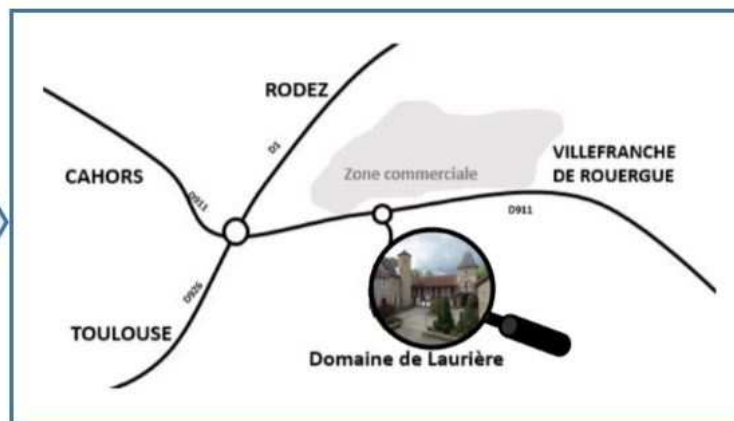 RODEZ
D1
Zone commerciale
VILLEFRANCHE
DE ROUERGUE
CAHORS
D911
D911
D926
TOULOUSE
Domaine de Laurière